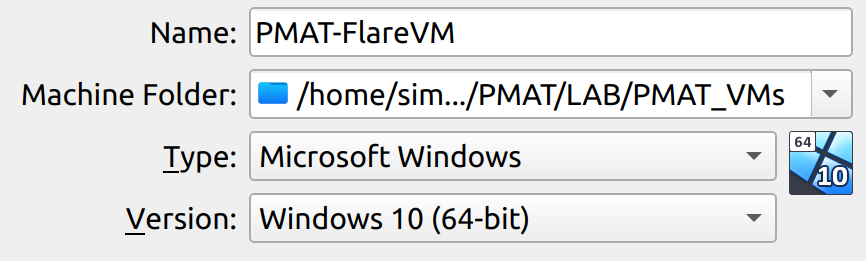 Name: PMAT-FlareVM
Machine Folder: /home/sim.../PMAT/LAB/PMAT_VMs
Type: Microsoft Windows 64
Version: Windows 10 (64-bit) 10